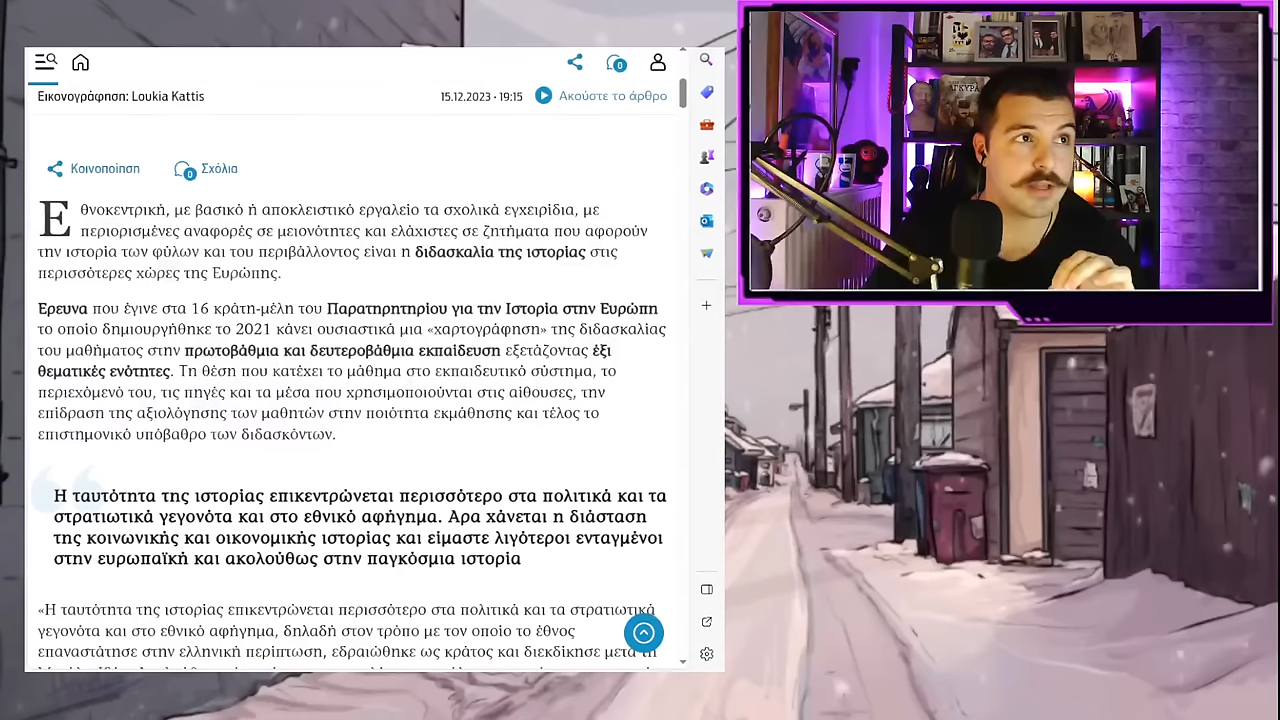 0
Εικονογράφηση: Loukia Kattis
15.12.2023 • 19:15
Ακούστε το άρθρο
Κοινοποίηση
0
Σχόλια
Εθνοκεντρική, με βασικό ή αποκλειστικό εργαλείο τα σχολικά εγχειρίδια, με
περιορισμένες αναφορές σε μειονότητες και ελάχιστες σε ζητήματα που αφορούν
την ιστορία των φύλων και του περιβάλλοντος είναι η διδασκαλία της ιστορίας στις
περισσότερες χώρες της Ευρώπης.
Ερευνα που έγινε στα 16 κράτη-μέλη του Παρατηρητηρίου για την Ιστορία στην Ευρώπη
το οποίο δημιουργήθηκε το 2021 κάνει ουσιαστικά μια «χαρτογράφηση» της διδασκαλίας
του μαθήματος στην πρωτοβάθμια και δευτεροβάθμια εκπαίδευση εξετάζοντας έξι
θεματικές ενότητες. Τη θέση που κατέχει το μάθημα στο εκπαιδευτικό σύστημα, το
περιεχόμενό του, τις πηγές και τα μέσα που χρησιμοποιούνται στις αίθουσες, την
επίδραση της αξιολόγησης των μαθητών στην ποιότητα εκμάθησης και τέλος το
επιστημονικό υπόβαθρο των διδασκόντων.
Η ταυτότητα της ιστορίας επικεντρώνεται περισσότερο στα πολιτικά και τα
στρατιωτικά γεγονότα και στο εθνικό αφήγημα. Αρα χάνεται η διάσταση
της κοινωνικής και οικονομικής ιστορίας και είμαστε λιγότεροι ενταγμένοι
στην ευρωπαϊκή και ακολούθως στην παγκόσμια ιστορία
«Η ταυτότητα της ιστορίας επικεντρώνεται περισσότερο στα πολιτικά και τα στρατιωτικά
γεγονότα και στο εθνικό αφήγημα, δηλαδή στον τρόπο με τον οποίο το έθνος
επαναστάτησε στην ελληνική περίπτωση, εδραιώθηκε ως κράτος και διεκδίκησε μετά τη
ΑΓΚΥΡΑ